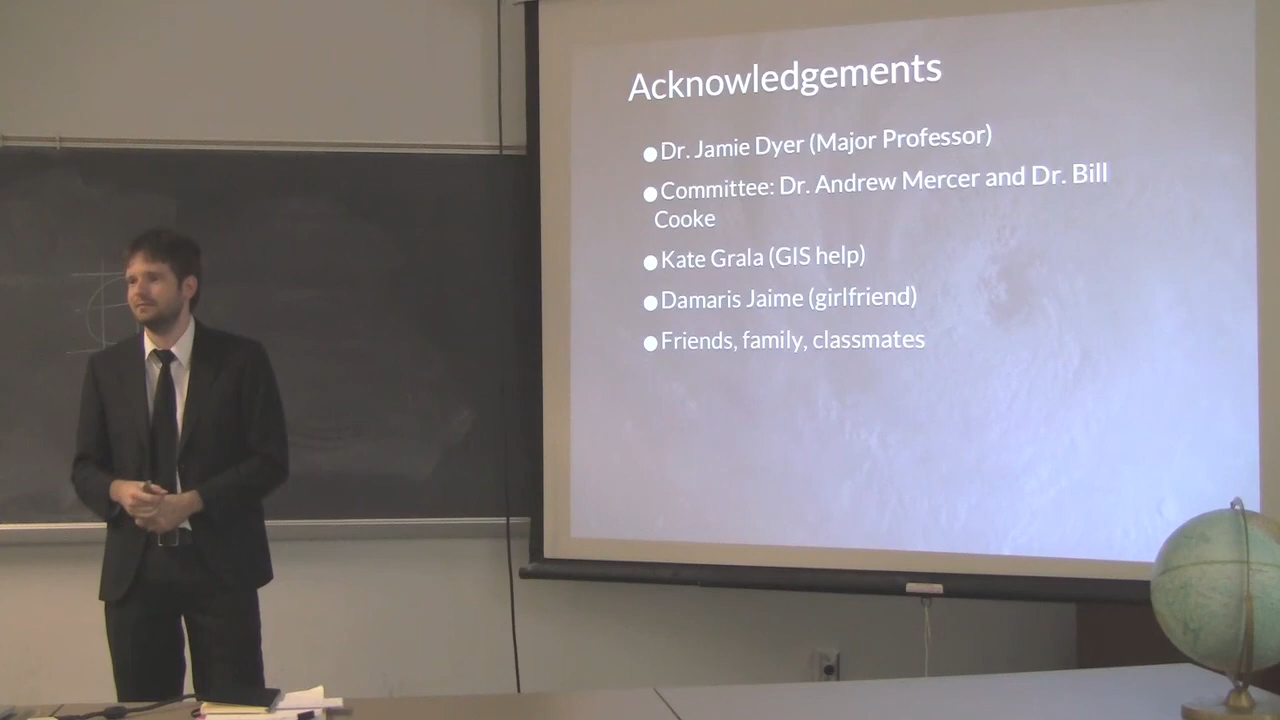 Acknowledgements
●Dr. Jamie Dyer (Major Professor)
●Committee: Dr. Andrew Mercer and Dr. Bill
Cooke
●Kate Grala (GIS help)
●Damaris Jaime (girlfriend)
●Friends, family, classmates